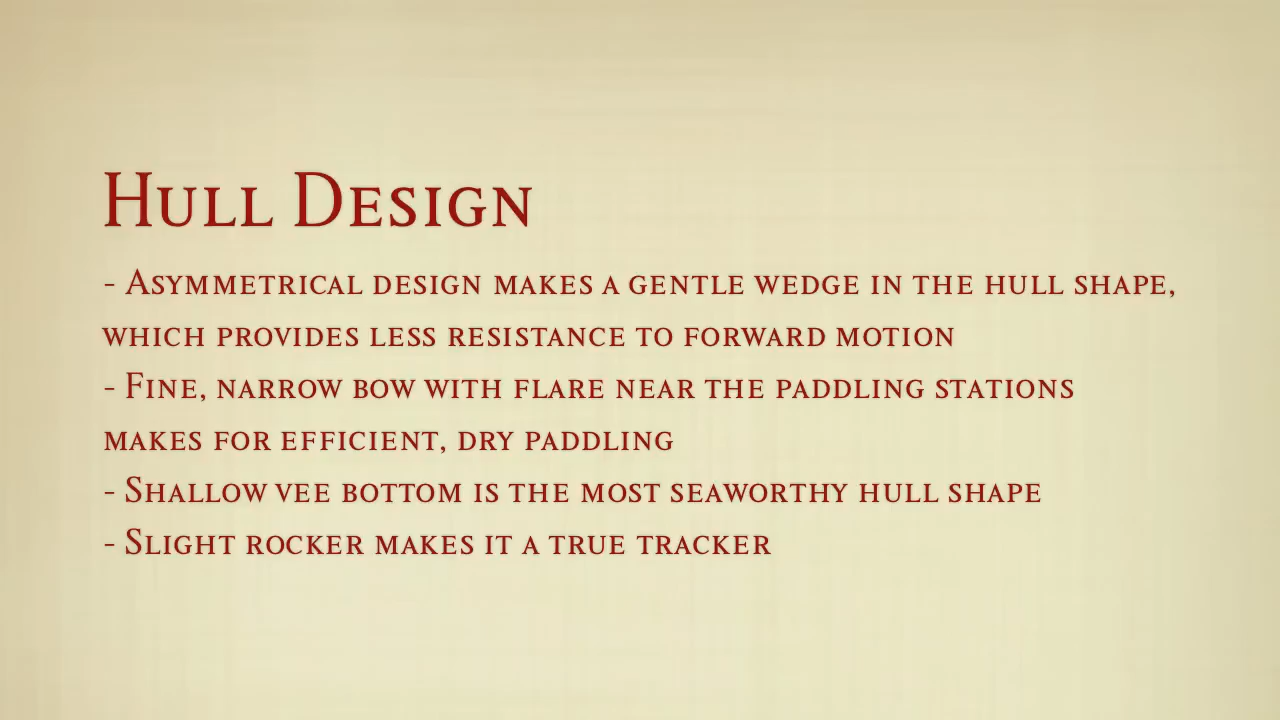 Hull Design
- Asymmetrical design makes a gentle wedge in the hull shape,
which provides less resistance to forward motion
- Fine, narrow bow with flare near the paddling stations
makes for efficient, dry paddling
- Shallow vee bottom is the most seaworthy hull shape
- Slight rocker makes it a true tracker